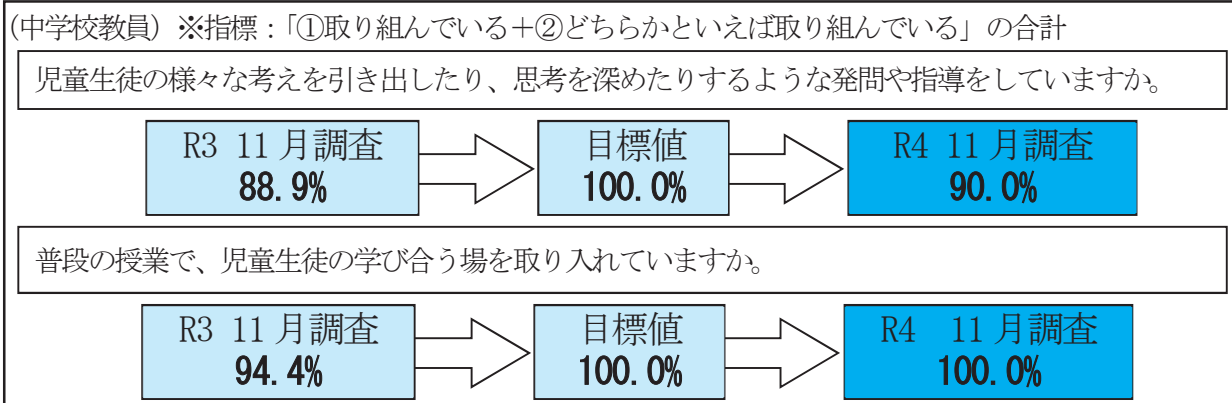 (中学校教員) ※指標:「①取り組んでいる+②どちらかといえば取り組んでいる」の合計
児童生徒の様々な考えを引き出したり、思考を深めたりするような発問や指導をしていますか。
R3 11月調査
88.9%
目標値
100.0%
R4 11月調査
90.0%
普段の授業で、児童生徒の学び合う場を取り入れていますか。
R3 11月調査
94.4%
目標値
100.0%
R4 11月調査
100.0%